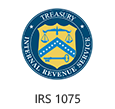 TREASURY
INTERNAL REVENUE SERVICE
IRS 1075